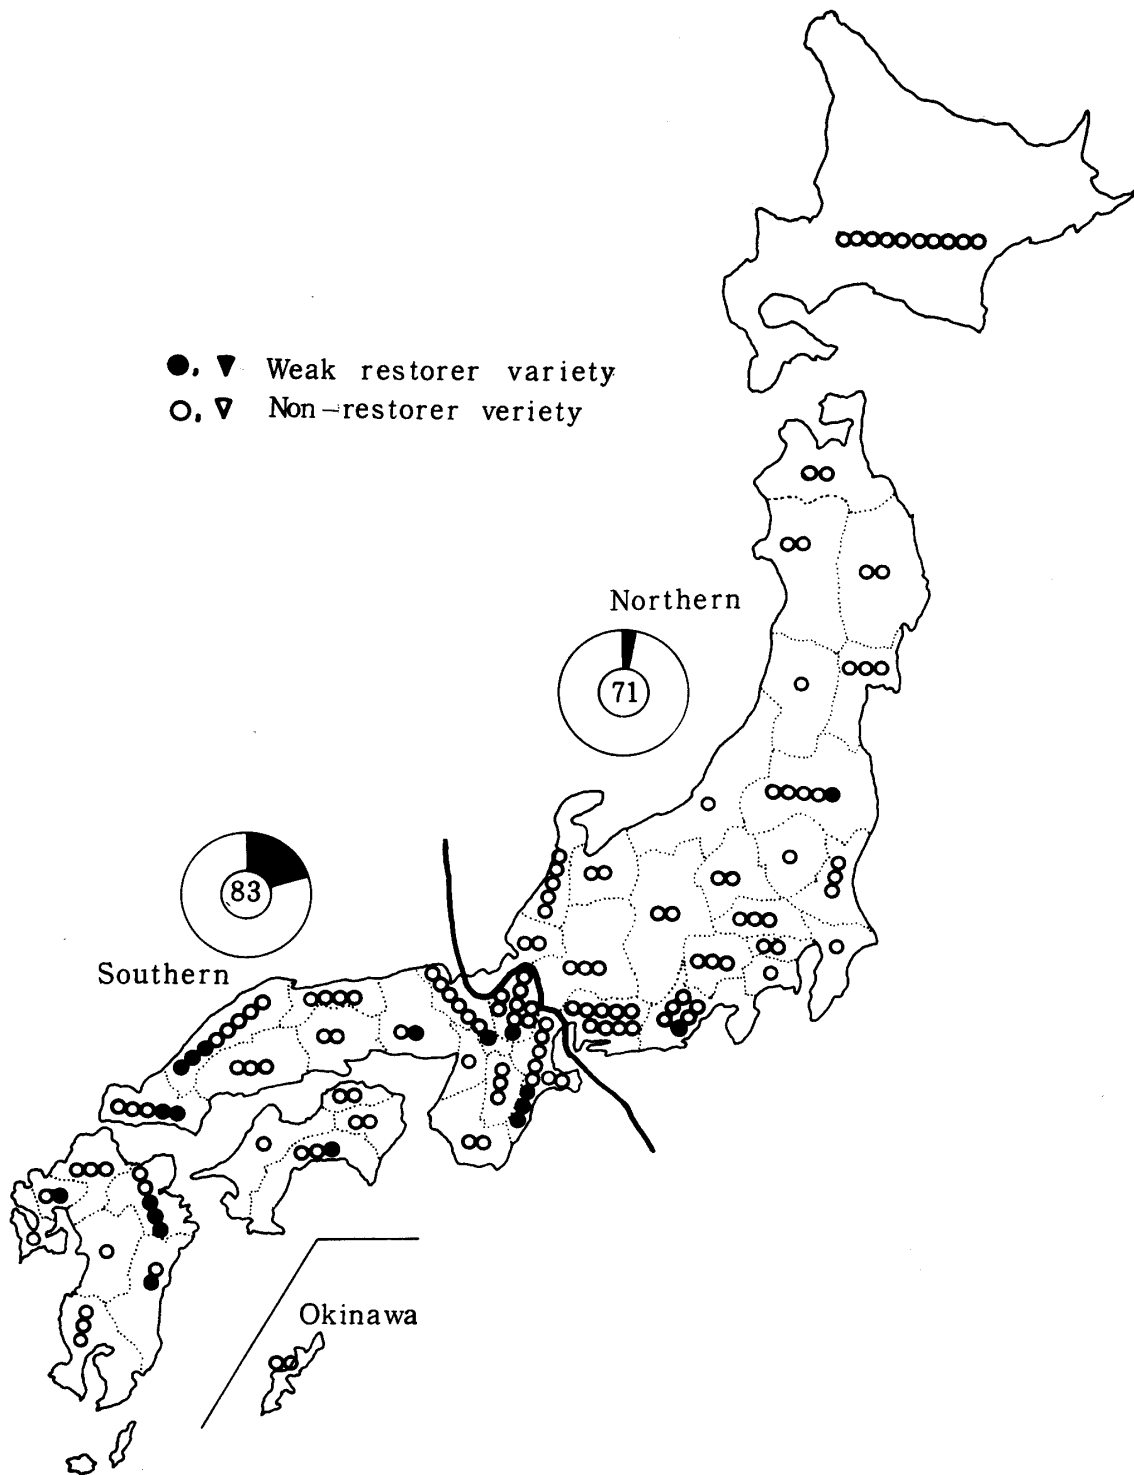 ●, ▼ Weak restorer variety
○, ▽ Non-restorer veriety
Northern
71
83
Southern
Okinawa